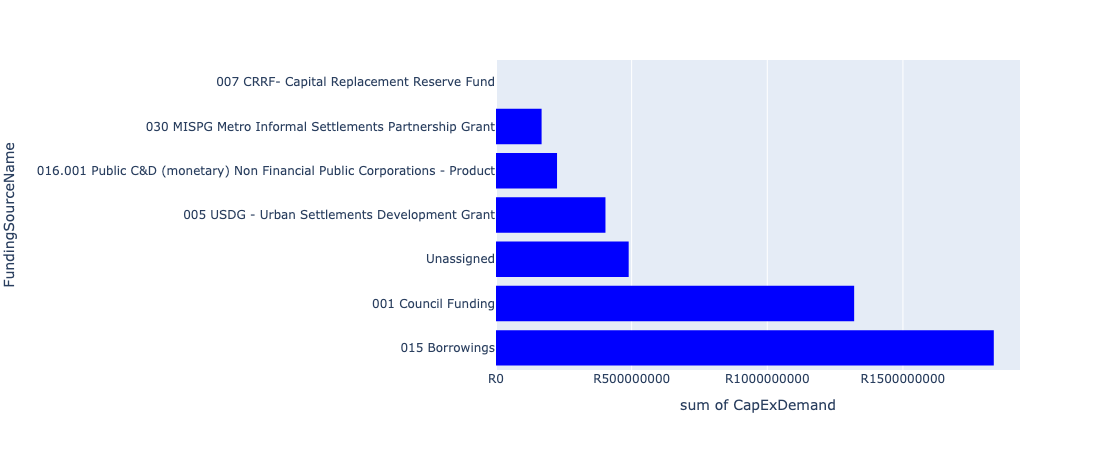 FundingSourceName
007 CRRF- Capital Replacement Reserve Fund
030 MISPG Metro Informal Settlements Partnership Grant
016.001 Public C&D (monetary) Non Financial Public Corporations - Product
005 USDG - Urban Settlements Development Grant
Unassigned
001 Council Funding
015 Borrowings
R0 R500000000 R1000000000 R1500000000
sum of CapExDemand